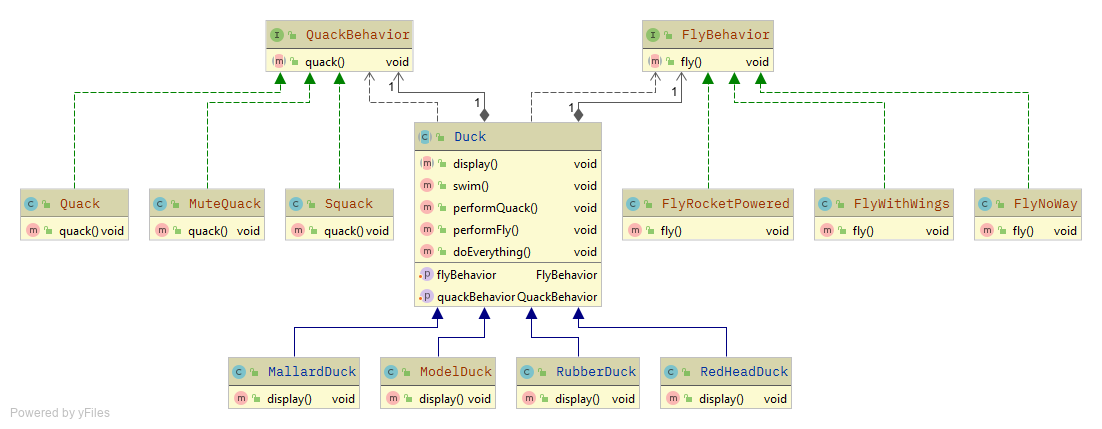 I QuackBehavior
m quack() void
I FlyBehavior
m fly() void
1
1
1
1
C Duck
m display() void
m swim() void
m performQuack() void
m performFly() void
m doEverything() void
p flyBehavior FlyBehavior
p quackBehavior QuackBehavior
C Quack
m quack() void
C MuteQuack
m quack() void
C Squack
m quack() void
C FlyRocketPowered
m fly() void
C FlyWithWings
m fly() void
C FlyNoWay
m fly() void
C MallardDuck
m display() void
C ModelDuck
m display() void
C RubberDuck
m display() void
C RedHeadDuck
m display() void
Powered by yFiles